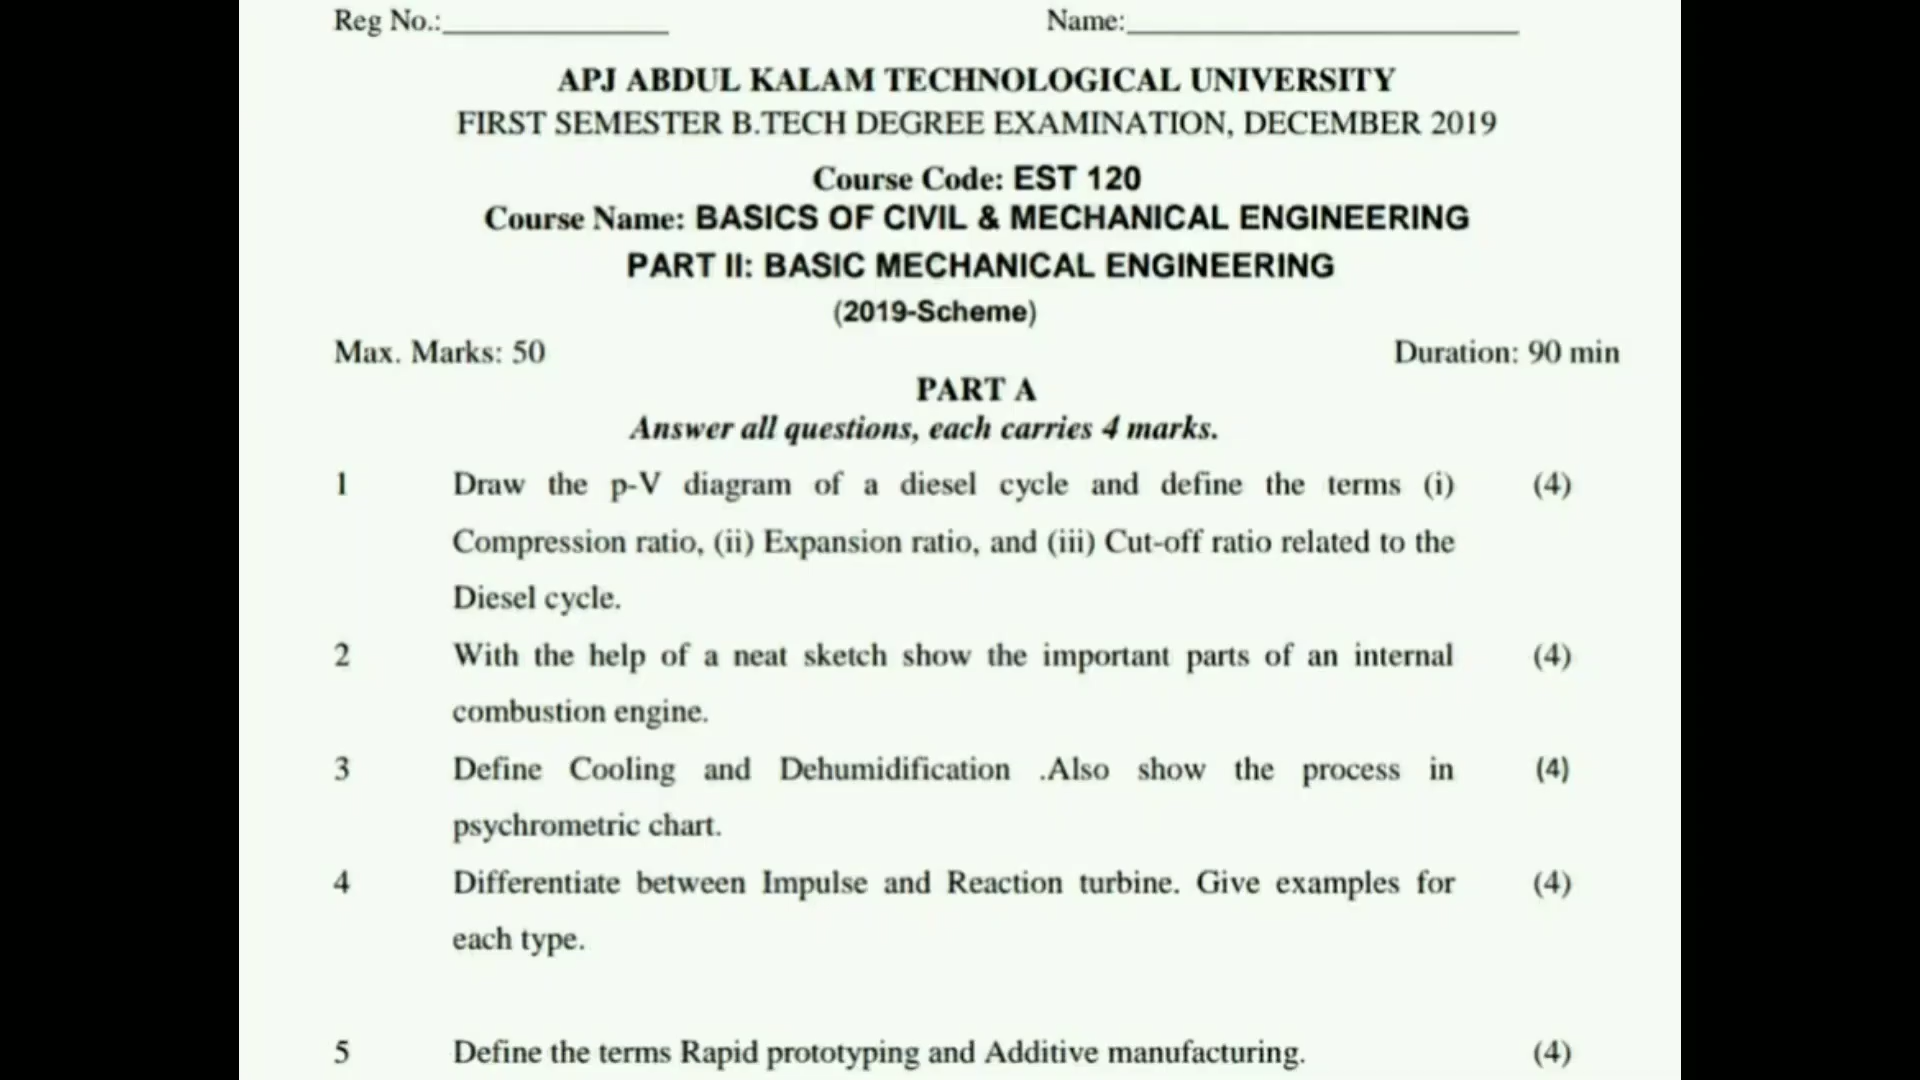 Reg No.:______________ Name:________________________
APJ ABDUL KALAM TECHNOLOGICAL UNIVERSITY
FIRST SEMESTER B.TECH DEGREE EXAMINATION, DECEMBER 2019
Course Code: EST 120
Course Name: BASICS OF CIVIL & MECHANICAL ENGINEERING
PART II: BASIC MECHANICAL ENGINEERING
(2019-Scheme)
Max. Marks: 50 Duration: 90 min
PART A
Answer all questions, each carries 4 marks.
1 Draw the p-V diagram of a diesel cycle and define the terms (i) (4)
Compression ratio, (ii) Expansion ratio, and (iii) Cut-off ratio related to the
Diesel cycle.
2 With the help of a neat sketch show the important parts of an internal (4)
combustion engine.
3 Define Cooling and Dehumidification .Also show the process in (4)
psychrometric chart.
4 Differentiate between Impulse and Reaction turbine. Give examples for (4)
each type.
5 Define the terms Rapid prototyping and Additive manufacturing. (4)